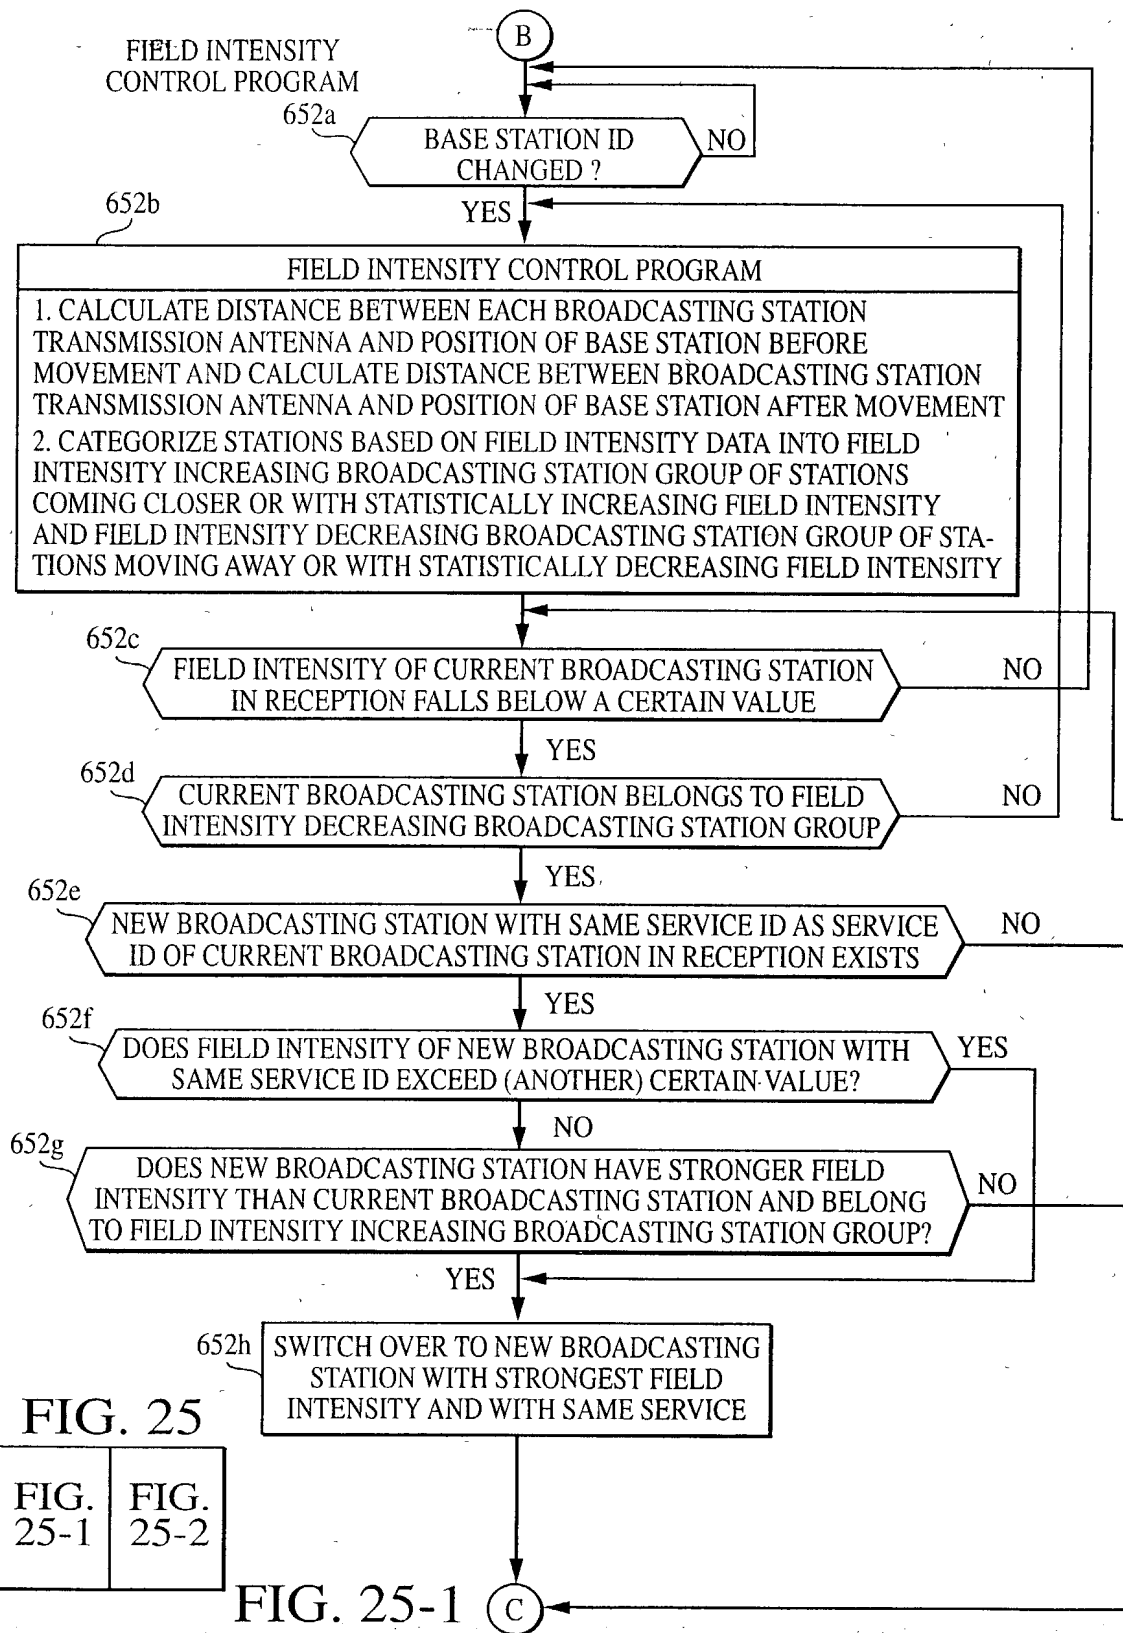 B
FIELD INTENSITY
CONTROL PROGRAM
652a
BASE STATION ID
CHANGED ?
NO
YES
652b
FIELD INTENSITY CONTROL PROGRAM
1. CALCULATE DISTANCE BETWEEN EACH BROADCASTING STATION
TRANSMISSION ANTENNA AND POSITION OF BASE STATION BEFORE
MOVEMENT AND CALCULATE DISTANCE BETWEEN BROADCASTING STATION
TRANSMISSION ANTENNA AND POSITION OF BASE STATION AFTER MOVEMENT
2. CATEGORIZE STATIONS BASED ON FIELD INTENSITY DATA INTO FIELD
INTENSITY INCREASING BROADCASTING STATION GROUP OF STATIONS
COMING CLOSER OR WITH STATISTICALLY INCREASING FIELD INTENSITY
AND FIELD INTENSITY DECREASING BROADCASTING STATION GROUP OF STA-
TIONS MOVING AWAY OR WITH STATISTICALLY DECREASING FIELD INTENSITY
652c
FIELD INTENSITY OF CURRENT BROADCASTING STATION
IN RECEPTION FALLS BELOW A CERTAIN VALUE
NO
YES
652d
CURRENT BROADCASTING STATION BELONGS TO FIELD
INTENSITY DECREASING BROADCASTING STATION GROUP
NO
YES
652e
NEW BROADCASTING STATION WITH SAME SERVICE ID AS SERVICE
ID OF CURRENT BROADCASTING STATION IN RECEPTION EXISTS
NO
YES
652f
DOES FIELD INTENSITY OF NEW BROADCASTING STATION WITH
SAME SERVICE ID EXCEED (ANOTHER) CERTAIN VALUE?
YES
NO
652g
DOES NEW BROADCASTING STATION HAVE STRONGER FIELD
INTENSITY THAN CURRENT BROADCASTING STATION AND BELONG
TO FIELD INTENSITY INCREASING BROADCASTING STATION GROUP?
NO
YES
652h
SWITCH OVER TO NEW BROADCASTING
STATION WITH STRONGEST FIELD
INTENSITY AND WITH SAME SERVICE
FIG. 25
FIG.
25-1
FIG.
25-2
FIG. 25-1
C